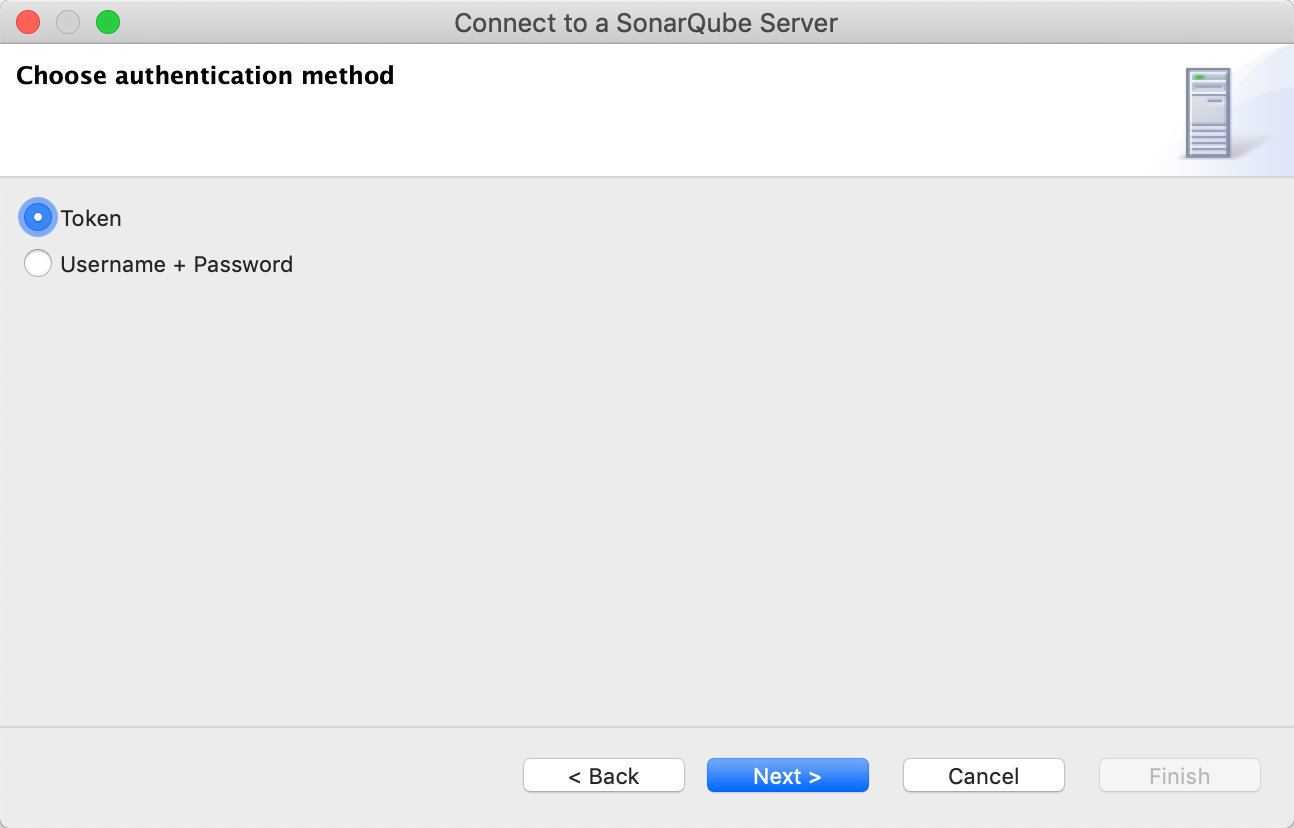 Connect to a SonarQube Server
Choose authentication method
Token
Username + Password
< Back
Next >
Cancel
Finish